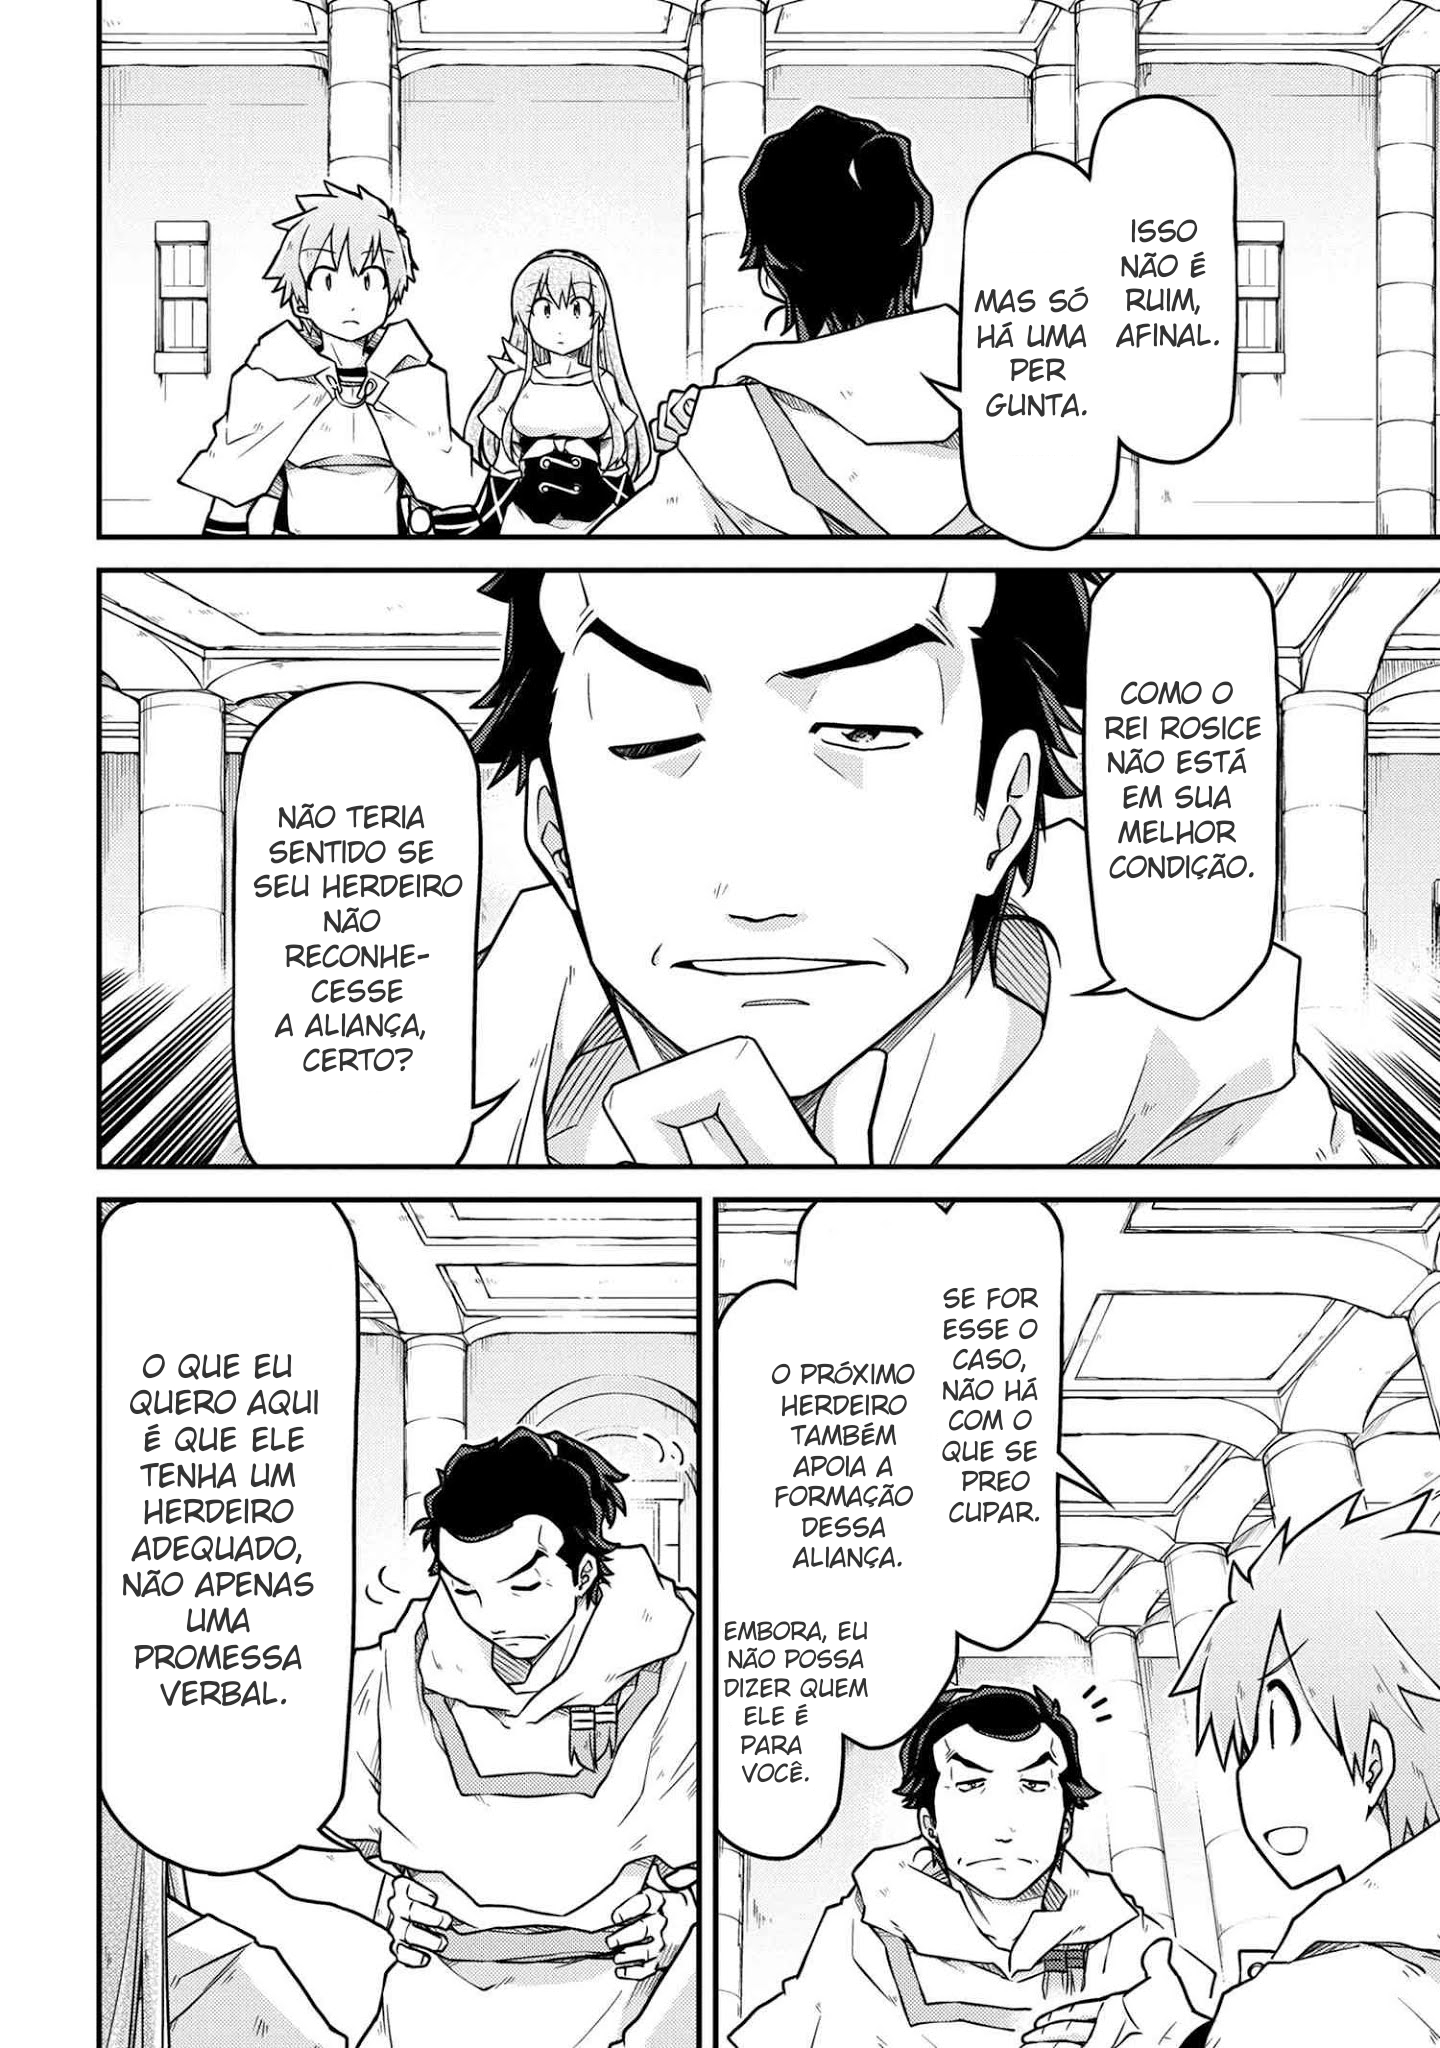 ISSO
NÃO É
RUIM,
AFINAL.
MAS SÓ
HÁ UMA
PER
GUNTA.
COMO O
REI ROSICE
NÃO ESTÁ
EM SUA
MELHOR
CONDIÇÃO.
NÃO TERIA
SENTIDO SE
SEU HERDEIRO
NÃO
RECONHE-
CESSE
A ALIANÇA,
CERTO?
SE FOR
ESSE O
CASO,
NÃO HÁ
COM O
QUE SE
PREO
CUPAR.
O PRÓXIMO
HERDEIRO
TAMBÉM
APOIA A
FORMAÇÃO
DESSA
ALIANÇA.
EMBORA, EU
NÃO POSSA
DIZER QUEM
ELE É
PARA
VOCÊ.
O QUE EU
QUERO AQUI
É QUE ELE
TENHA UM
HERDEIRO
ADEQUADO,
NÃO APENAS
UMA
PROMESSA
VERBAL.